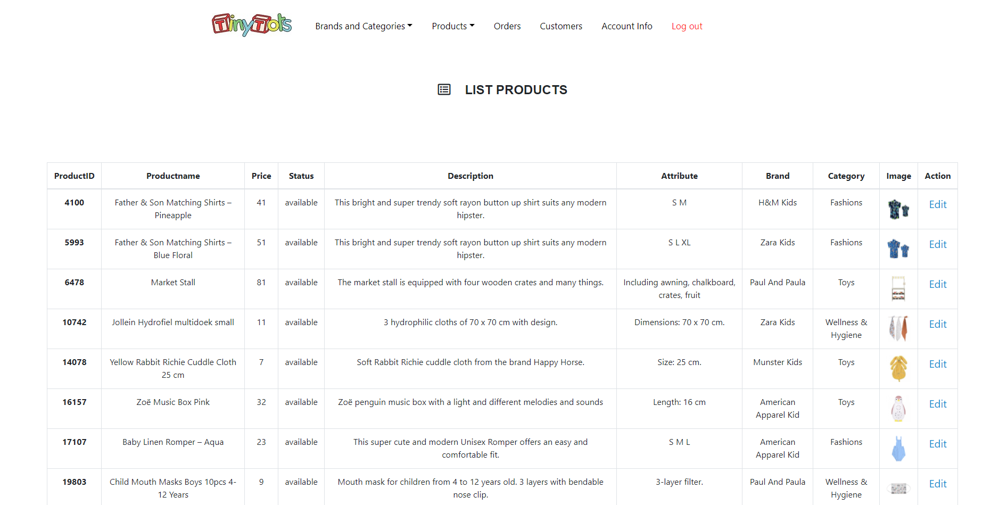 TinyTots Brands and Categories Products Orders Customers Account Info Log out
LIST PRODUCTS
ProductID Productname Price Status Description Attribute Brand Category Image Action
4100 Father & Son Matching Shirts – 41 available This bright and super trendy soft rayon button up shirt suits any modern S M H&M Kids Fashions Edit
Pineapple hipster.
5993 Father & Son Matching Shirts – 51 available This bright and super trendy soft rayon button up shirt suits any modern S L XL Zara Kids Fashions Edit
Blue Floral hipster.
6478 Market Stall 81 available The market stall is equipped with four wooden crates and many things. Including awning, chalkboard, Paul And Paula Toys Edit
crates, fruit
10742 Jollein Hydrofiel multidoek small 11 available 3 hydrophilic cloths of 70 x 70 cm with design. Dimensions: 70 x 70 cm. Zara Kids Wellness & Edit
Hygiene
14078 Yellow Rabbit Richie Cuddle Cloth 7 available Soft Rabbit Richie cuddle cloth from the brand Happy Horse. Size: 25 cm. Munster Kids Toys Edit
25 cm
16157 Zoë Music Box Pink 32 available Zoë penguin music box with a light and different melodies and sounds Length: 16 cm American Toys Edit
Apparel Kid
17107 Baby Linen Romper – Aqua 23 available This super cute and modern Unisex Romper offers an easy and S M L American Fashions Edit
comfortable fit. Apparel Kid
19803 Child Mouth Masks Boys 10pcs 4- 9 available Mouth mask for children from 4 to 12 years old. 3 layers with bendable 3-layer filter. Paul And Paula Wellness & Edit
12 Years nose clip. Hygiene